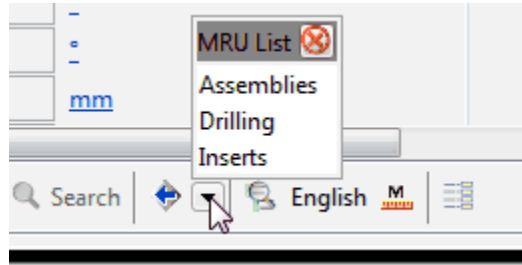 MRU List
Assemblies
mm
Drilling
Inserts
Search English M